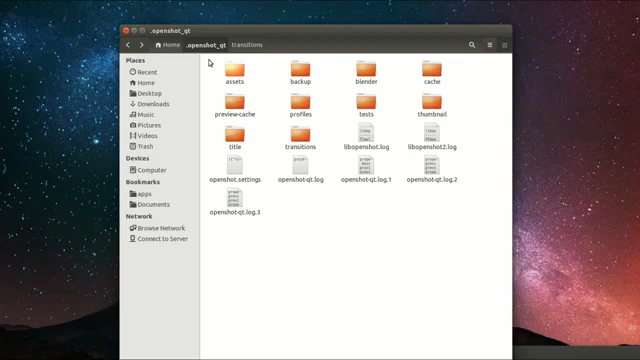 .openshot_qt
Home .openshot_qt transitions
Places
Recent
Home
Desktop
Downloads
Music
Pictures
Videos
Trash
Devices
Computer
Bookmarks
apps
Documents
Network
Browse Network
Connect to Server
assets backup blender cache
preview-cache profiles tests thumbnail
title transitions libopenshot.log libopenshot2.log
openshot.settings openshot-qt.log openshot-qt.log.1 openshot-qt.log.2
openshot-qt.log.3